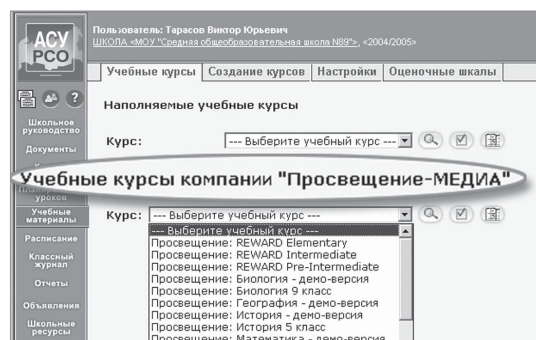 АСУ
РСО
Пользователь: Тарасов Виктор Юрьевич
ШКОЛА <МОУ "Средняя общеобразовательная школа N89">, <2004/2005>
Учебные курсы Создание курсов Настройки Оценочные шкалы
Наполняемые учебные курсы
Школьное
руководство
Документы
Курс: --- Выберите учебный курс ---
Учебные курсы компании "Просвещение-МЕДИА"
уроков
Учебные
материалы
Курс: --- Выберите учебный курс ---
--- Выберите учебный курс ---
Просвещение: REWARD Elementary
Просвещение: REWARD Intermediate
Просвещение: REWARD Pre-Intermediate
Просвещение: Биология - демо-версия
Просвещение: Биология 9 класс
Просвещение: География - демо-версия
Просвещение: История - демо-версия
Просвещение: История 5 класс
Просвещение: Математика - демо-версия
Расписание
Классный
журнал
Отчеты
Объявления
Школьные
ресурсы